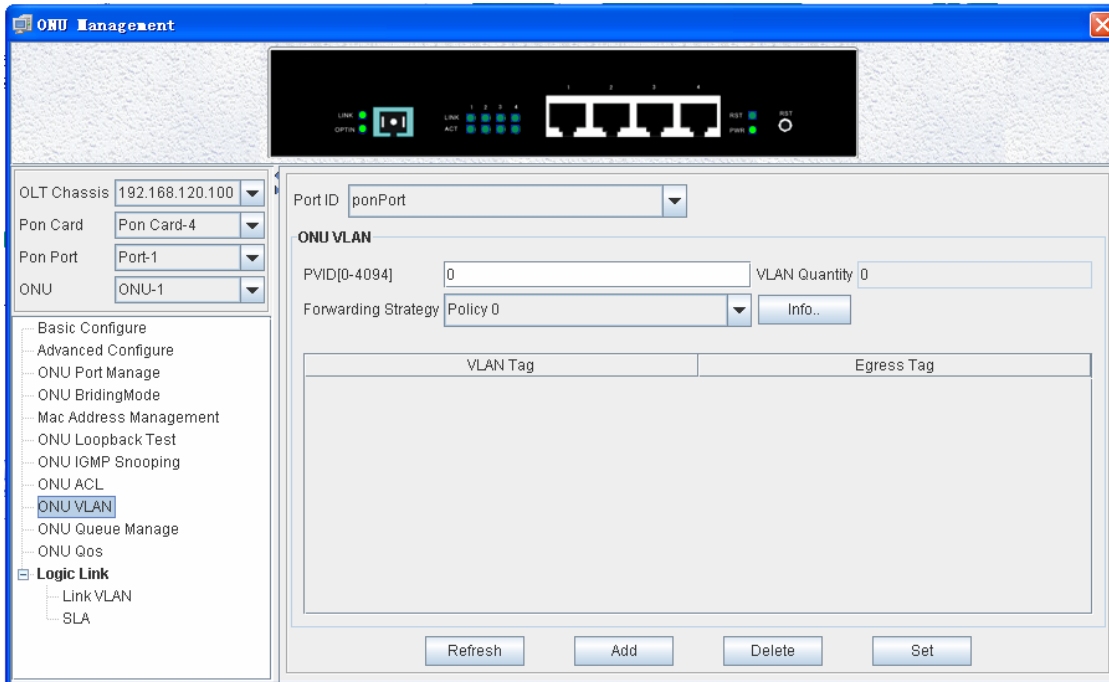 ONU Management
1 2 3 4
LINK
OPTIN
1 2 3 4
LINK
ACT
RST
PWR
RST
OLT Chassis 192.168.120.100
Pon Card Pon Card-4
Pon Port Port-1
ONU ONU-1
Basic Configure
Advanced Configure
ONU Port Manage
ONU BridingMode
Mac Address Management
ONU Loopback Test
ONU IGMP Snooping
ONU ACL
ONU VLAN
ONU Queue Manage
ONU Qos
Logic Link
Link VLAN
SLA
Port ID ponPort
ONU VLAN
PVID[0-4094] 0 VLAN Quantity 0
Forwarding Strategy Policy 0 Info..
VLAN Tag Egress Tag
Refresh Add Delete Set